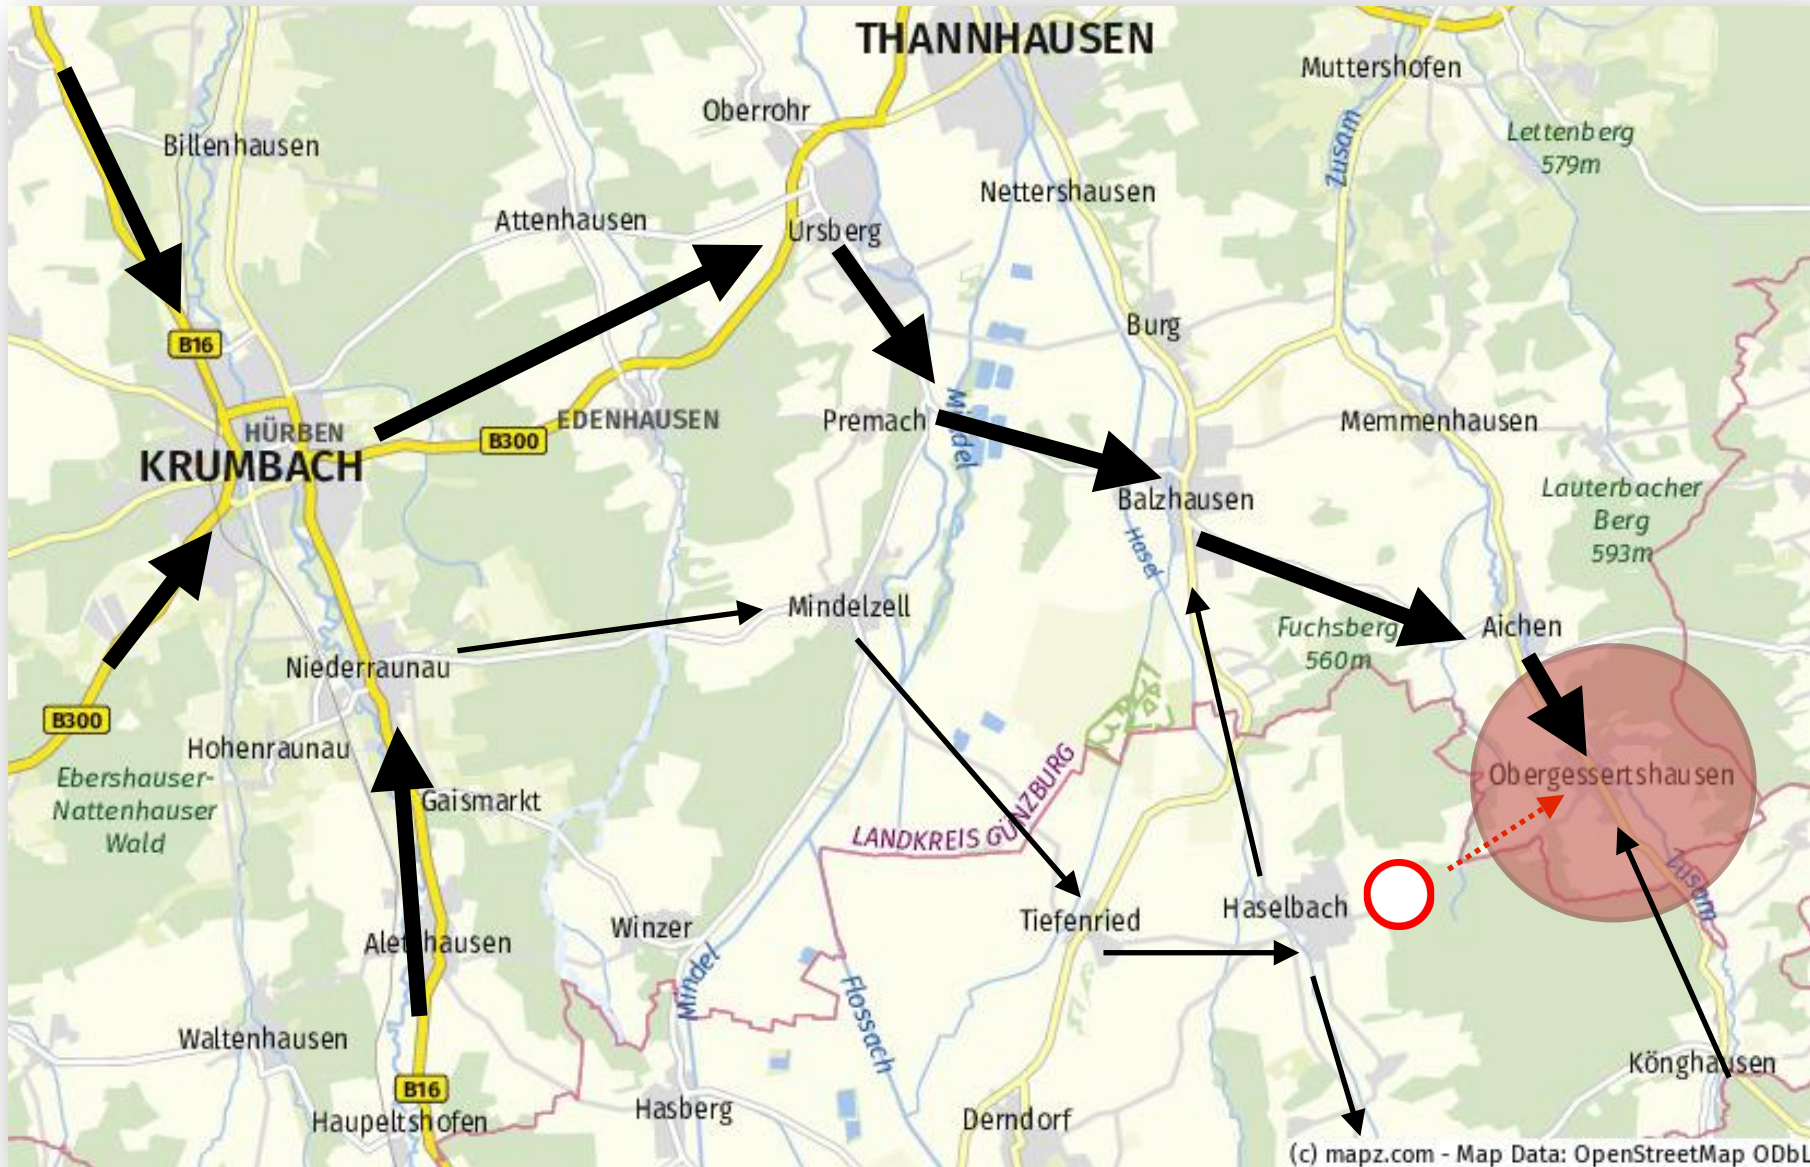 THANNHAUSEN
Muttershofen
Oberrohr
Billenhausen
Zusam
Lettenberg
579m
Nettershausen
Attenhausen
Ursberg
Burg
B16
HÜRBEN
KRUMBACH
B300
EDENHAUSEN
Premach
Mindel
Memmenhausen
Balzhausen
Lauterbacher
Berg
593m
Hasel
Mindelzell
Fuchsberg
560m
Aichen
Niederraunau
B300
Hohenraunau
Ebershauser-
Nattenhauser
Wald
Gaismarkt
LANDKREIS GÜNZBURG
Obergessertshausen
Zusam
Aletshausen
Winzer
Tiefenried
Haselbach
Mindel
Flossach
Waltenhausen
Könghausen
B16
Haupeltshofen
Hasberg
Derndorf
(c) mapz.com - Map Data: OpenStreetMap ODbL